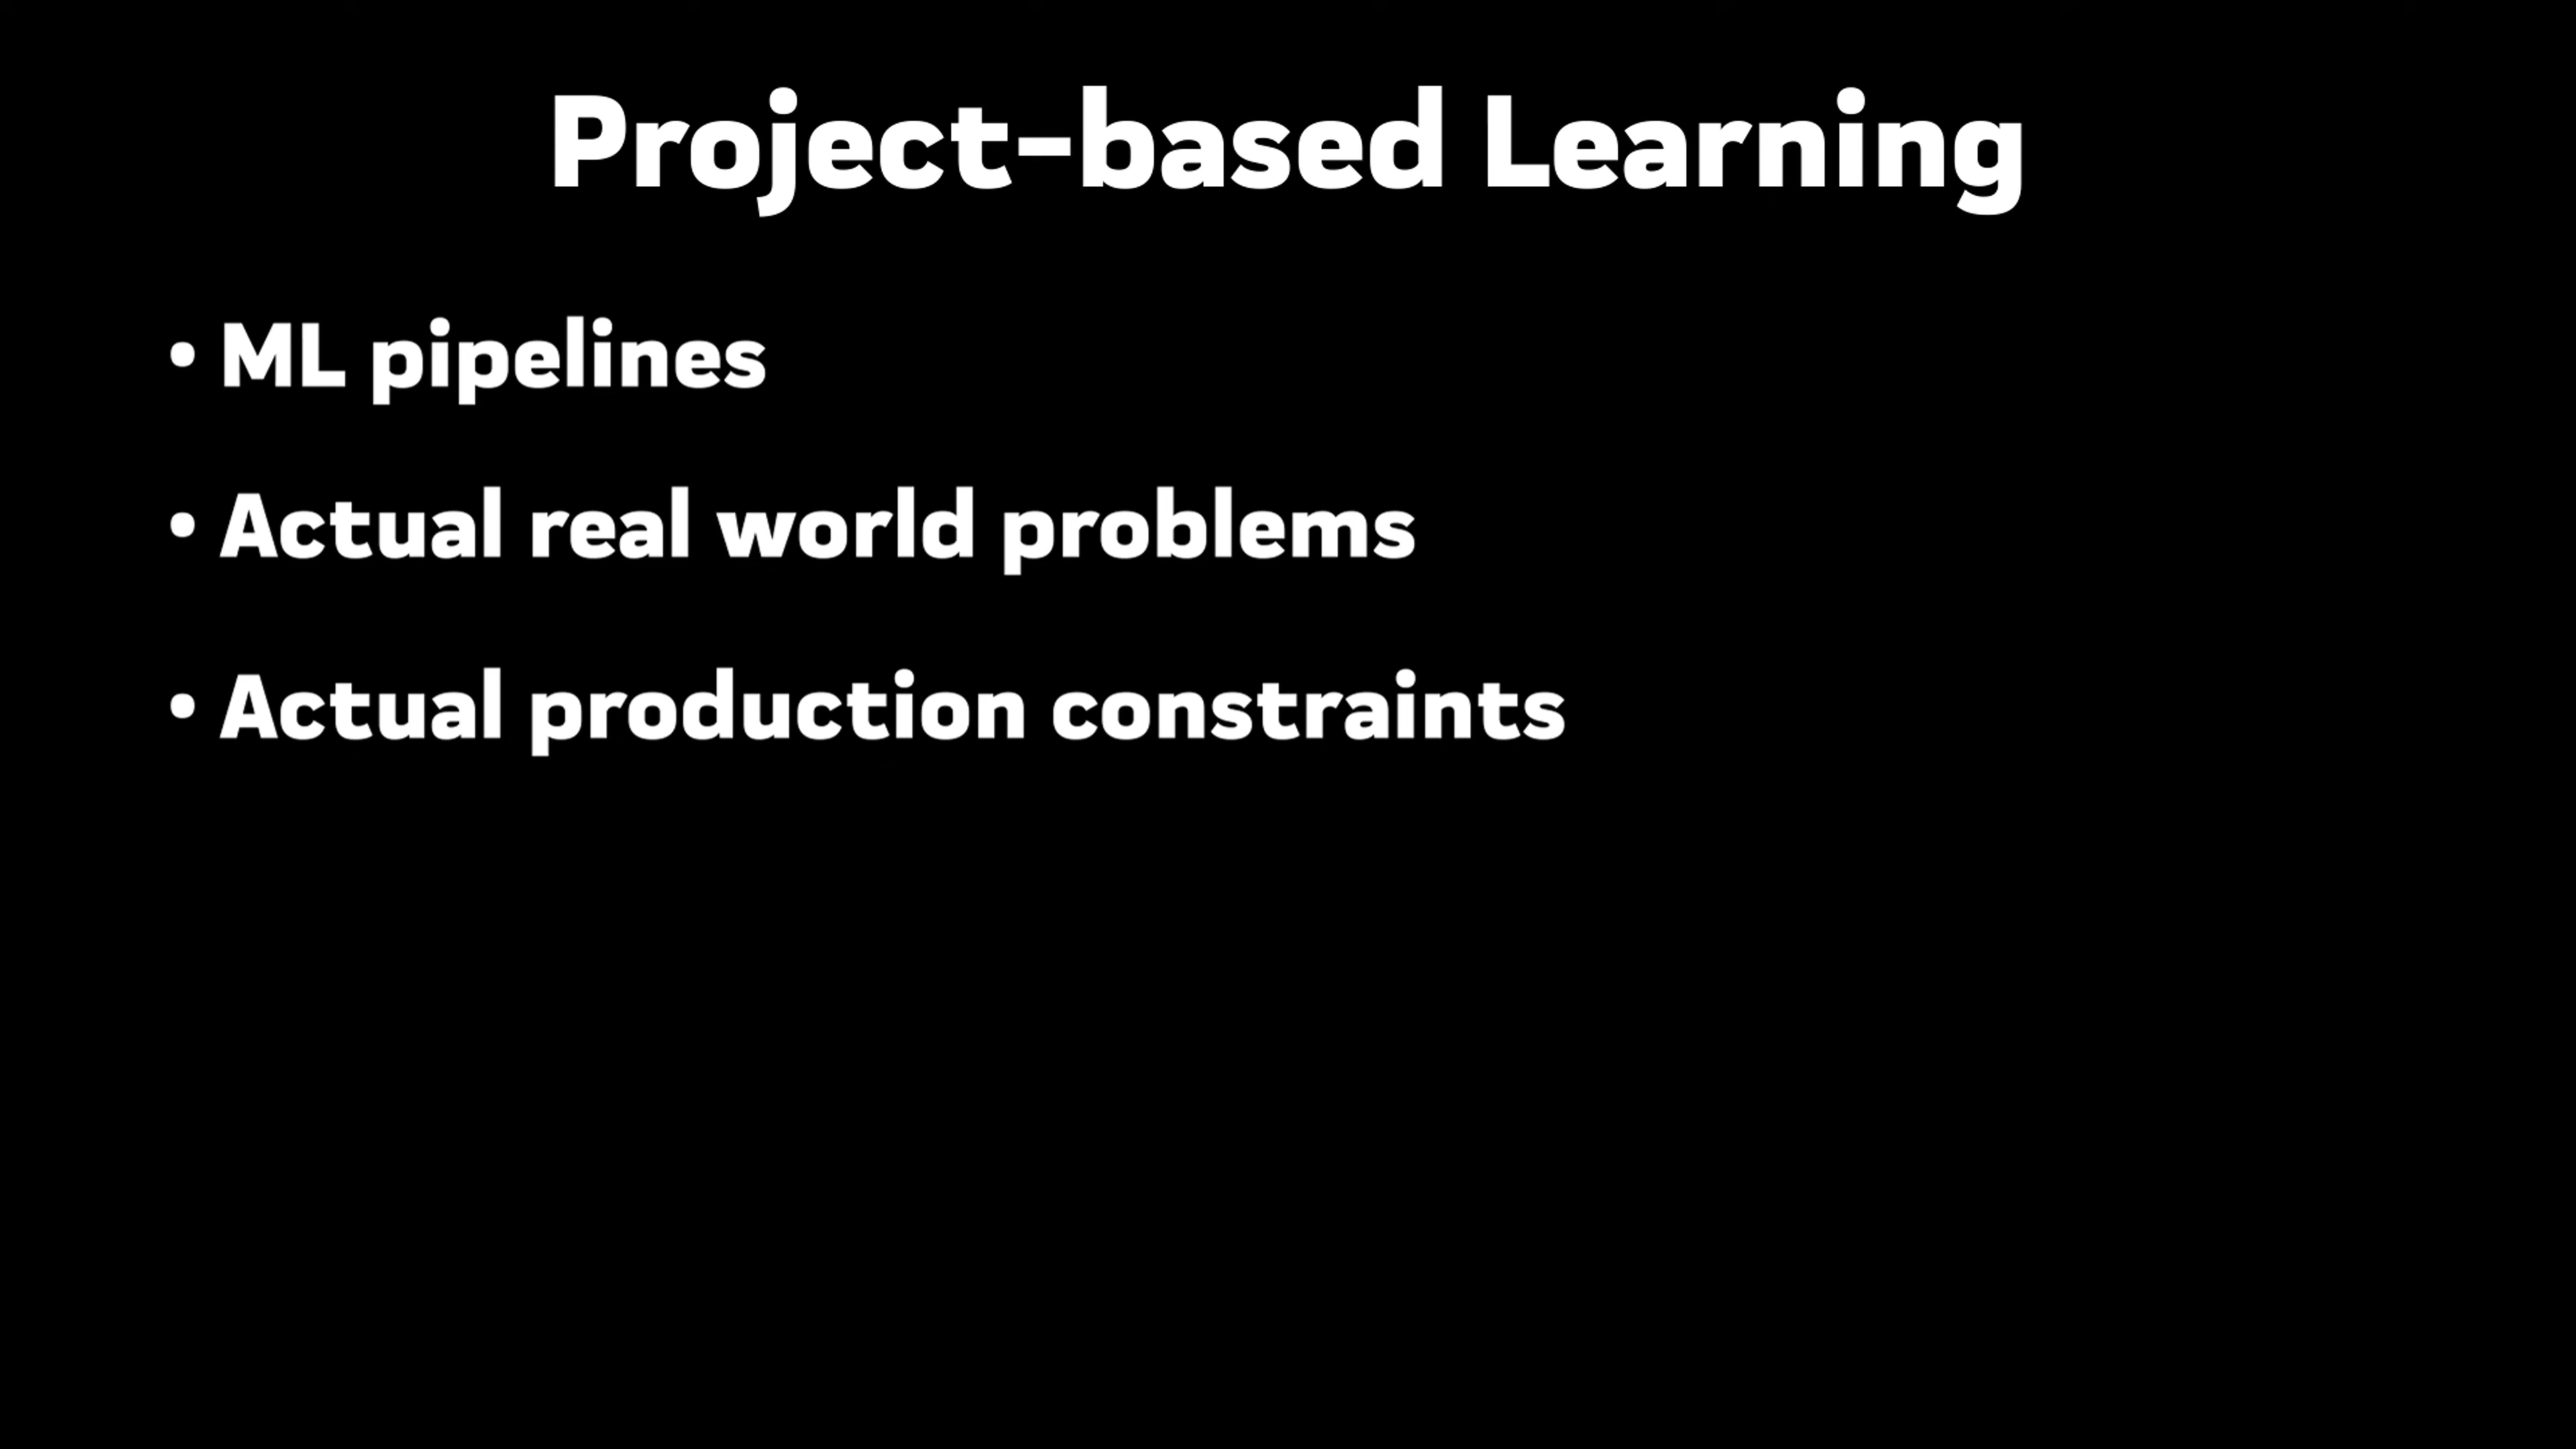 Project-based Learning
• ML pipelines
• Actual real world problems
• Actual production constraints